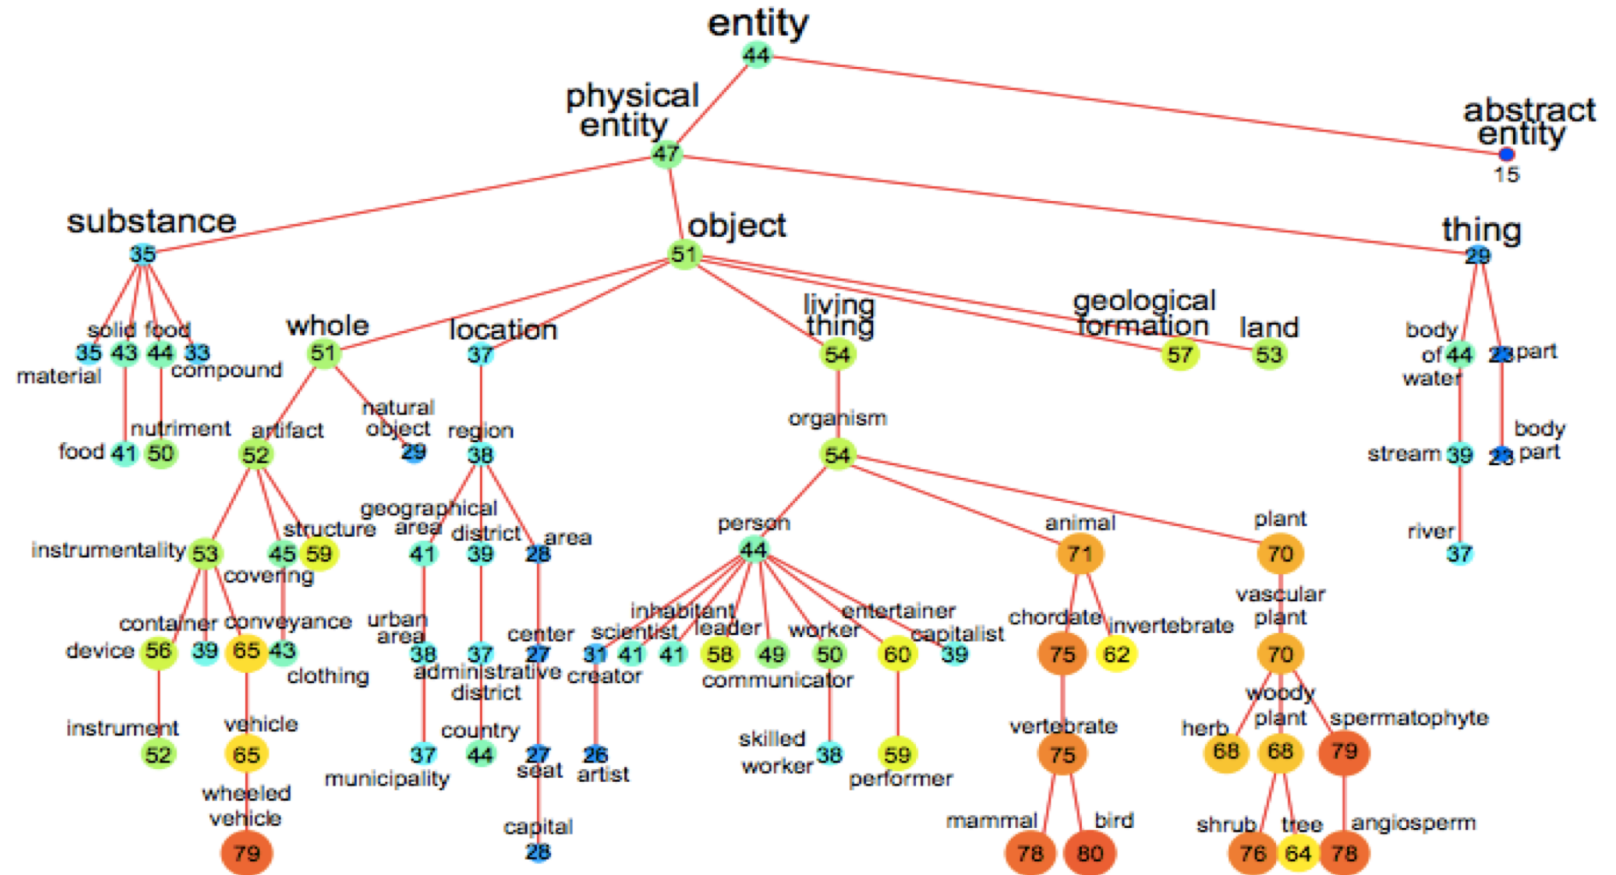 entity
44
physical
entity
47
abstract
entity
15
substance
35
object
51
thing
29
solid food
35 43 44 33
material
compound
whole
51
location
37
living
thing
54
geological
formation
57
land
53
body
of 44
water
23 part
food 41
nutriment
50
artifact
52
natural
object
29
region
38
organism
54
stream 39
body
part
23
instrumentality 53
covering
45
structure
59
geographical
area
41
district
39
area
28
person
44
animal
71
plant
70
river
37
device 56
container
39
conveyance
65
43
clothing
urban
area
38
37
administrative
district
center
27
inhabitant
scientist
leader
worker
entertainer
capitalist
31 41 41 58 49 50 60 39
creator
communicator
chordate
75
invertebrate
62
vascular
plant
70
instrument
52
vehicle
65
37
municipality
country
44
27
seat
26
artist
skilled
worker 38
59
performer
vertebrate
75
herb
68
woody
plant
68
spermatophyte
79
wheeled
vehicle
79
capital
28
mammal
78
bird
80
shrub
76
tree
64
angiosperm
78